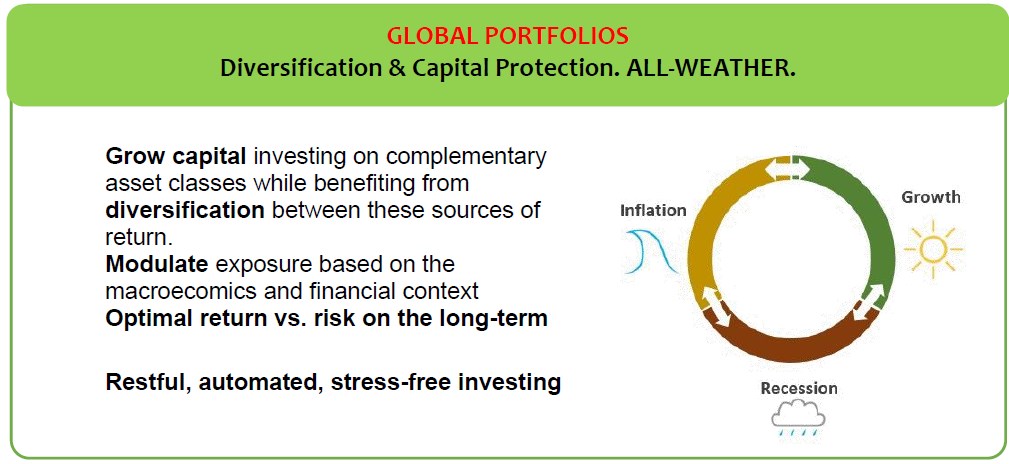 GLOBAL PORTFOLIOS
Diversification & Capital Protection. ALL-WEATHER.
Grow capital investing on complementary
asset classes while benefiting from
diversification between these sources of
return.
Modulate exposure based on the
macroecomics and financial context
Optimal return vs. risk on the long-term
Restful, automated, stress-free investing
Inflation
Growth
Recession